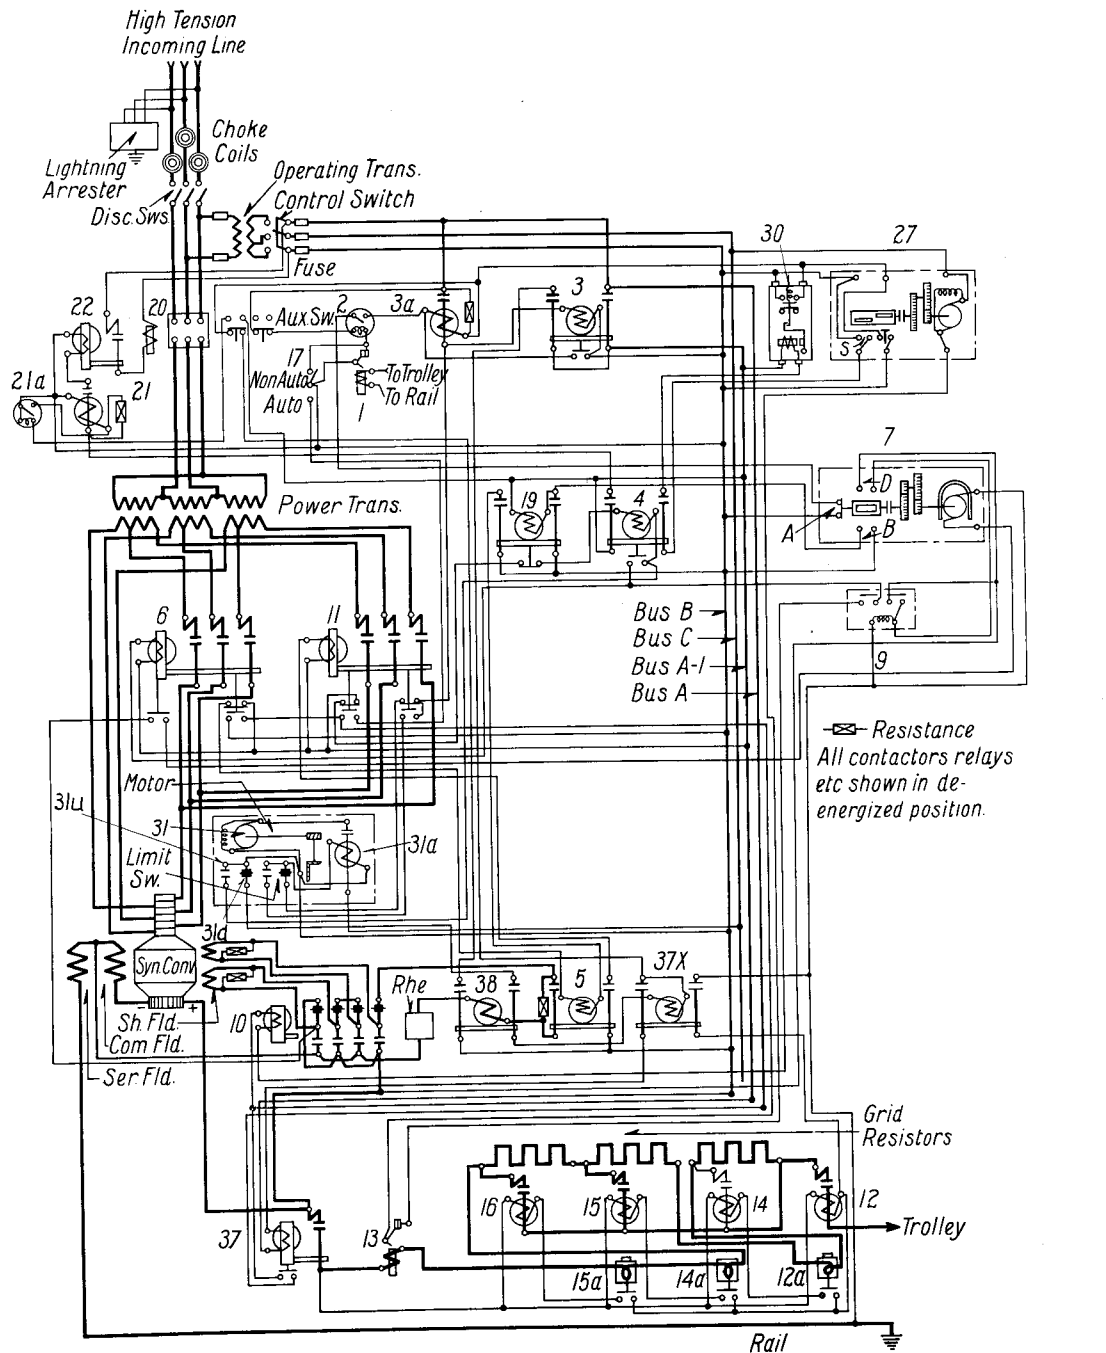 High Tension
Incoming Line
Choke
Coils
Lightning
Arrester
Operating Trans.
Control Switch
Disc. Sws.
Fuse
30
27
22
20
Aux. Sw.
2
3a
3
S
17
Non Auto
Auto
To Trolley
To Rail
1
21a
21
7
D
Power Trans.
19
4
A
B
6
11
Bus B
Bus C
Bus A-1
Bus A
9
Resistance
All contactors relays
etc shown in de-
energized position.
Motor
31u
31
31a
Limit
Sw.
31d
Syn. Conv.
- +
Rhe
38
5
37X
Sh. Fld.
Com Fld.
Ser. Fld.
10
Grid
Resistors
16
15
14
12
Trolley
37
13
15a
14a
12a
Rail